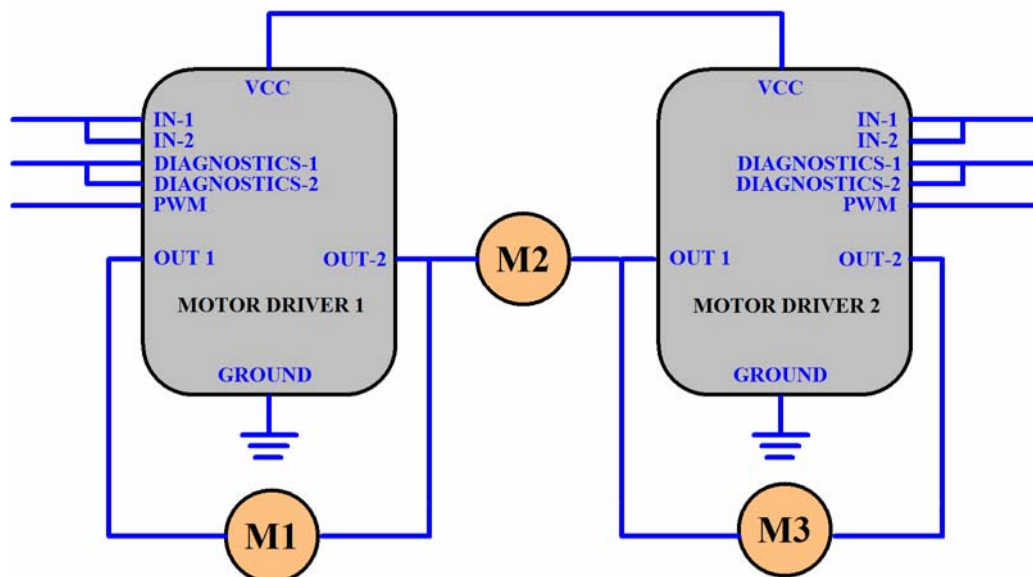 VCC
IN-1
IN-2
DIAGNOSTICS-1
DIAGNOSTICS-2
PWM
OUT 1
OUT-2
MOTOR DRIVER 1
GROUND
M1
M2
VCC
IN-1
IN-2
DIAGNOSTICS-1
DIAGNOSTICS-2
PWM
OUT 1
OUT-2
MOTOR DRIVER 2
GROUND
M3